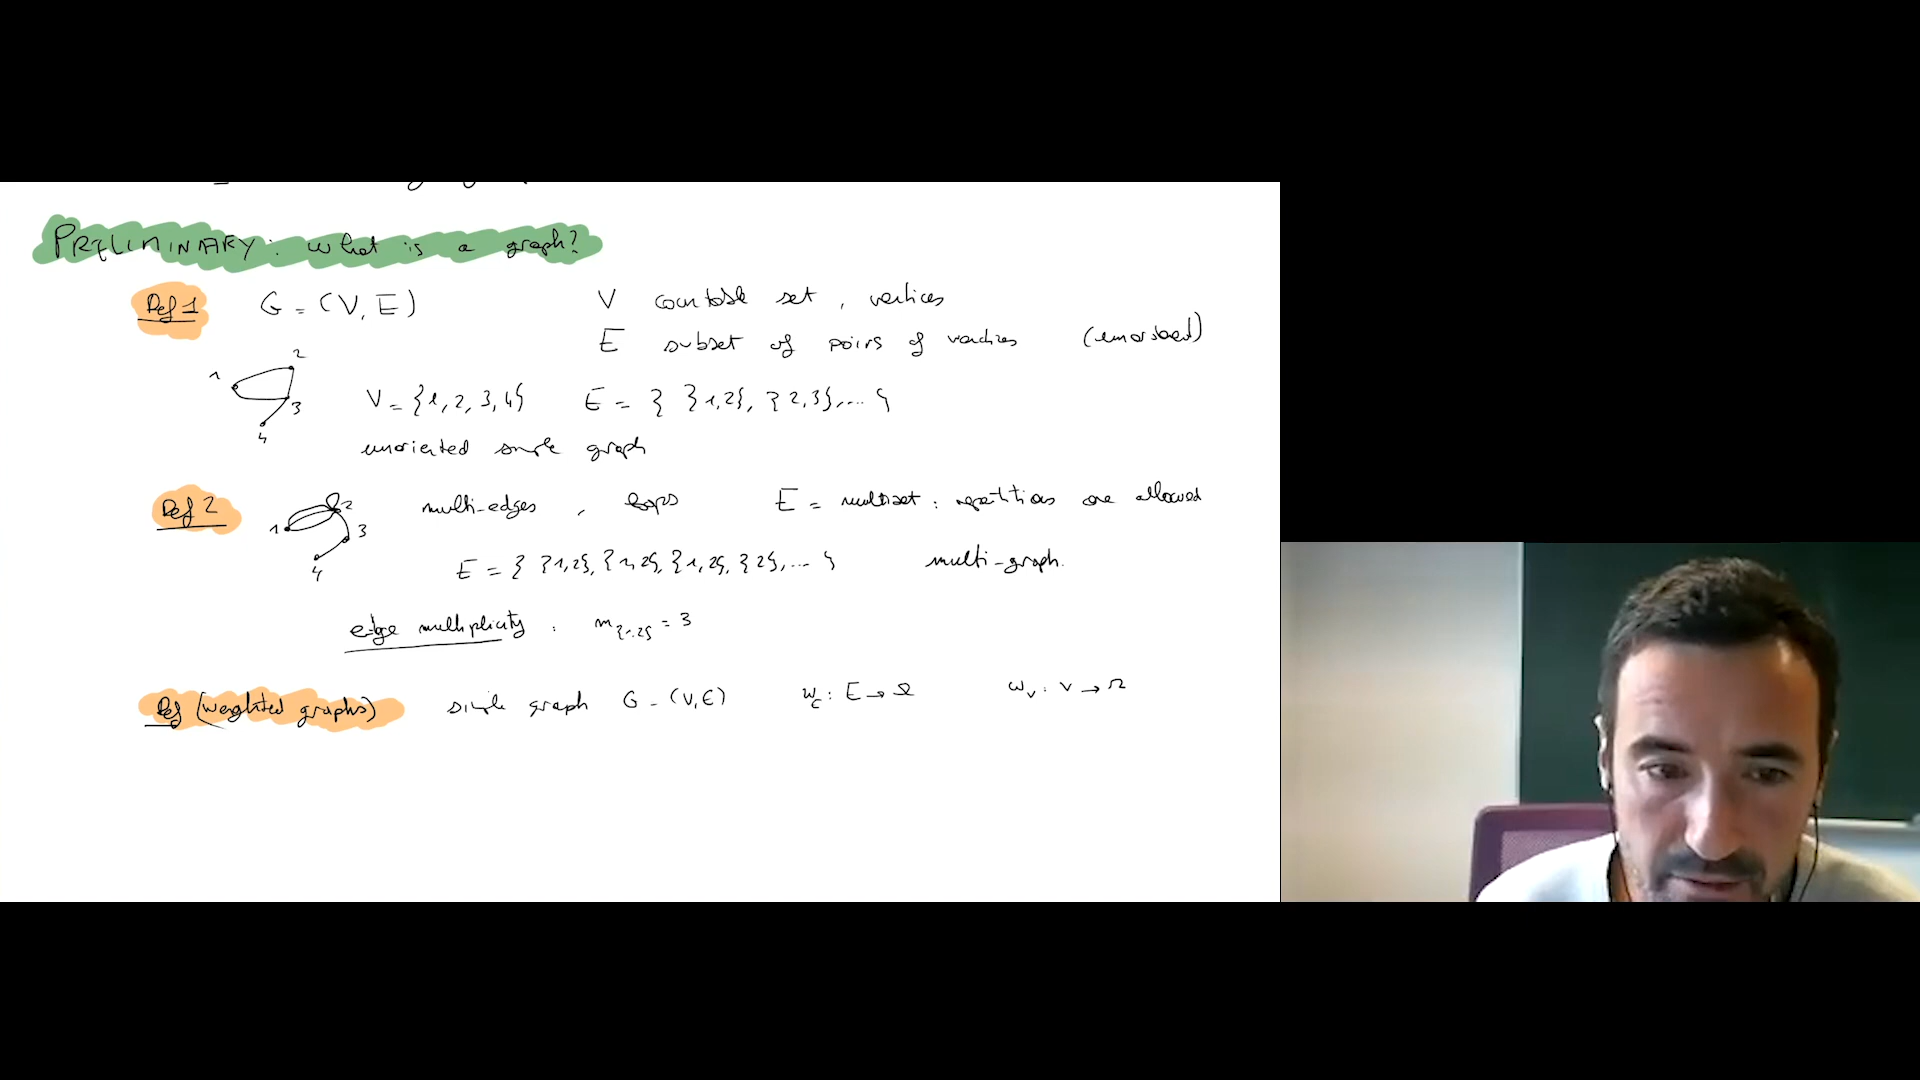 PRELIMINARY: what is a graph?
Def 1 G = (V, E) V countable set, vertices
E subset of pairs of vertices (unordered)
1 2 3 4
V = {1, 2, 3, 4} E = { {1,2}, {2,3}, ... }
unoriented simple graph
Def 2 1 2 3 4 multi-edges, loops E = multiset: repetitions are allowed
E = { {1,2}, {1,2}, {1,2}, {2}, ... } multi-graph.
edge multiplicity: m{1,2} = 3
Def (weighted graphs) simple graph G = (V,E) we: E → Ω wv: V → Ω